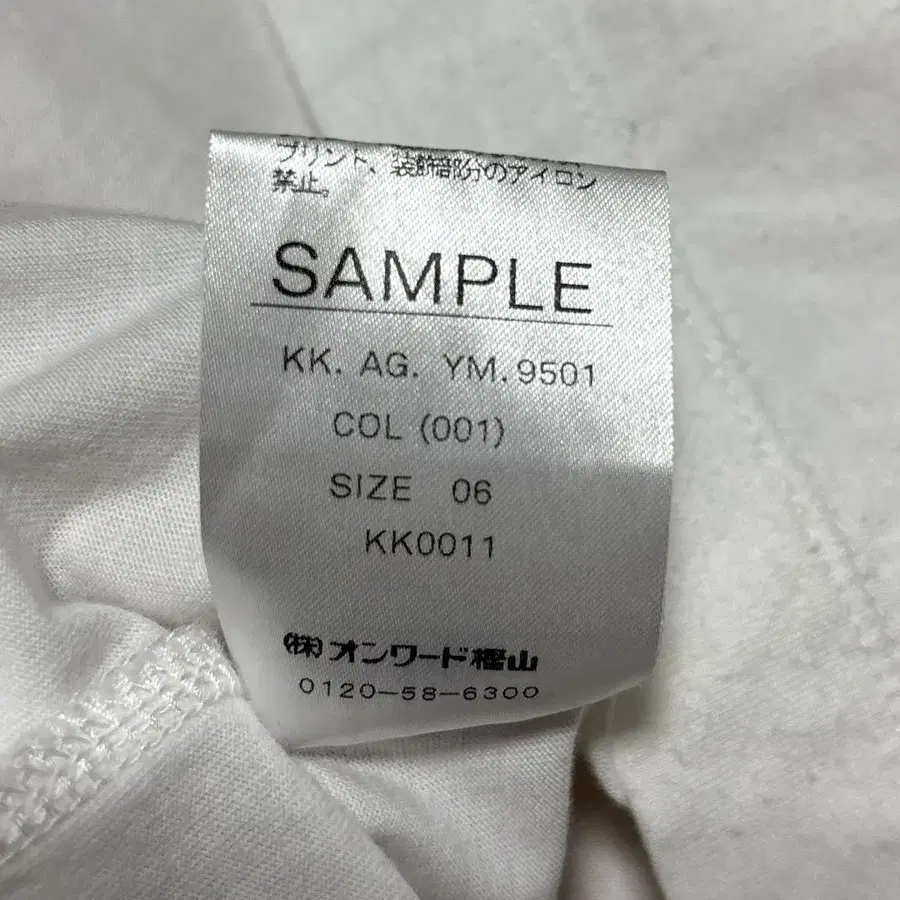 プリント、装飾部分のアイロン
禁止。
SAMPLE
KK. AG. YM. 9501
COL (001)
SIZE 06
KK0011
(株)オンワード樫山
0120-58-6300